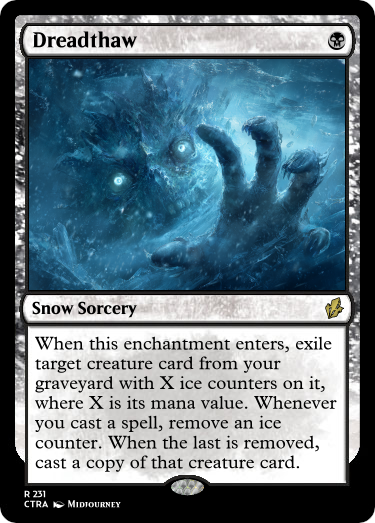 Dreadthaw
Snow Sorcery
When this enchantment enters, exile
target creature card from your
graveyard with X ice counters on it,
where X is its mana value. Whenever
you cast a spell, remove an ice
counter. When the last is removed,
cast a copy of that creature card.
R 231
CTRA Midjourney